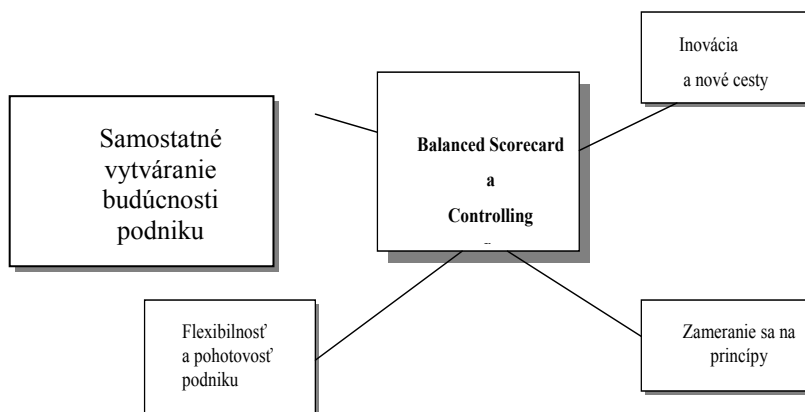 Inovácia
a nové cesty
Samostatné
vytváranie
budúcnosti
podniku
Balanced Scorecard
a
Controlling
Flexibilnosť
a pohotovosť
podniku
Zameranie sa na
princípy